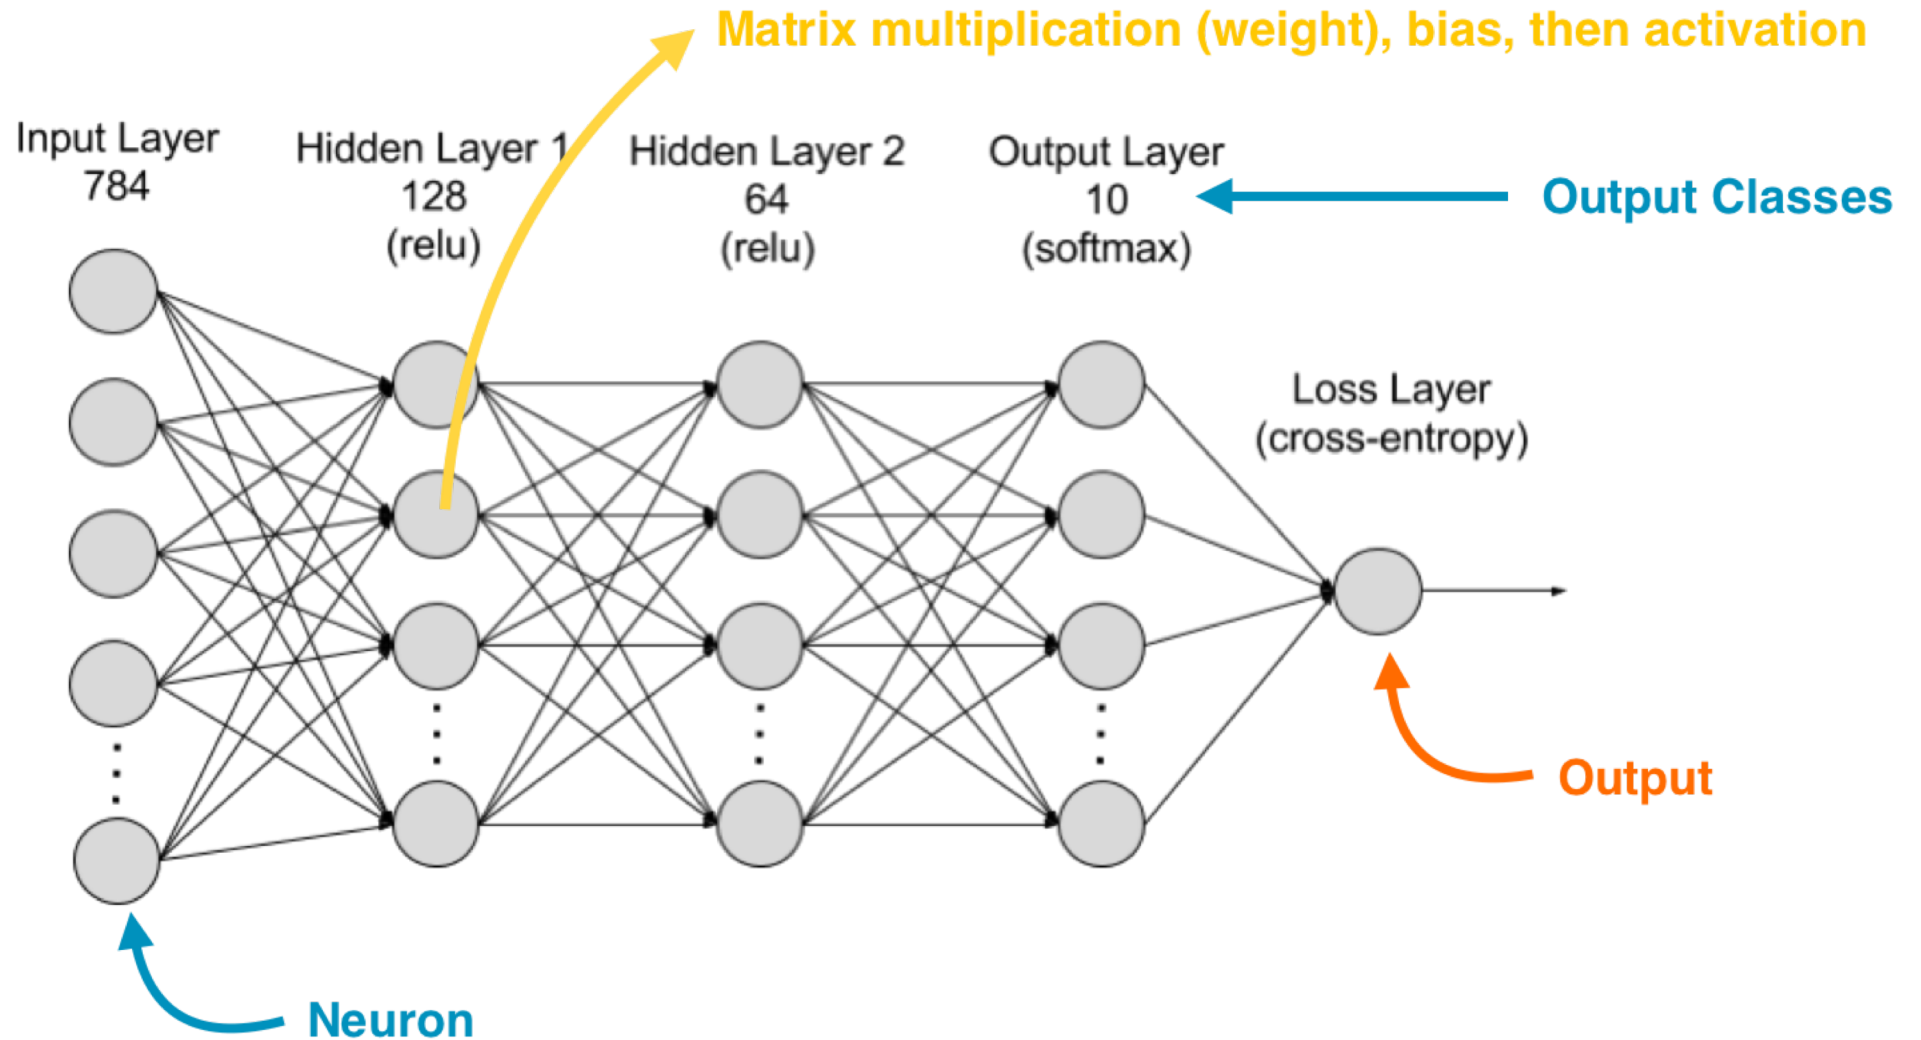 Matrix multiplication (weight), bias, then activation
Input Layer
784
Hidden Layer 1
128
(relu)
Hidden Layer 2
64
(relu)
Output Layer
10
(softmax)
Output Classes
Loss Layer
(cross-entropy)
Output
Neuron